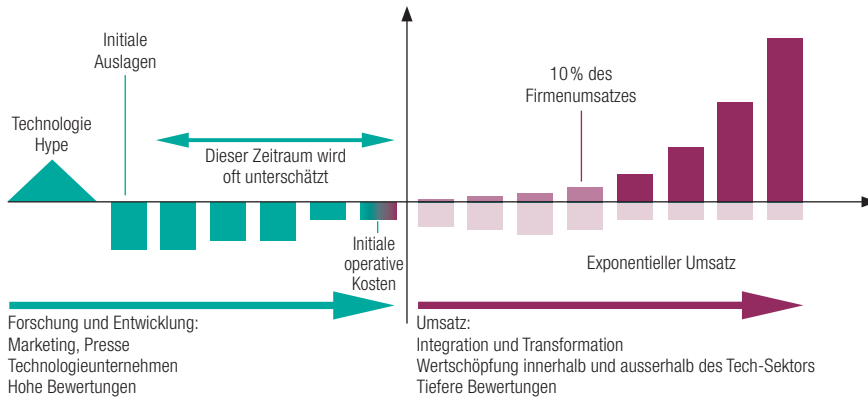 Initiale
Auslagen
Technologie
Hype
Dieser Zeitraum wird
oft unterschätzt
Initiale
operative
Kosten
10 % des
Firmenumsatzes
Exponentieller Umsatz
Forschung und Entwicklung:
Marketing, Presse
Technologieunternehmen
Hohe Bewertungen
Umsatz:
Integration und Transformation
Wertschöpfung innerhalb und ausserhalb des Tech-Sektors
Tiefere Bewertungen